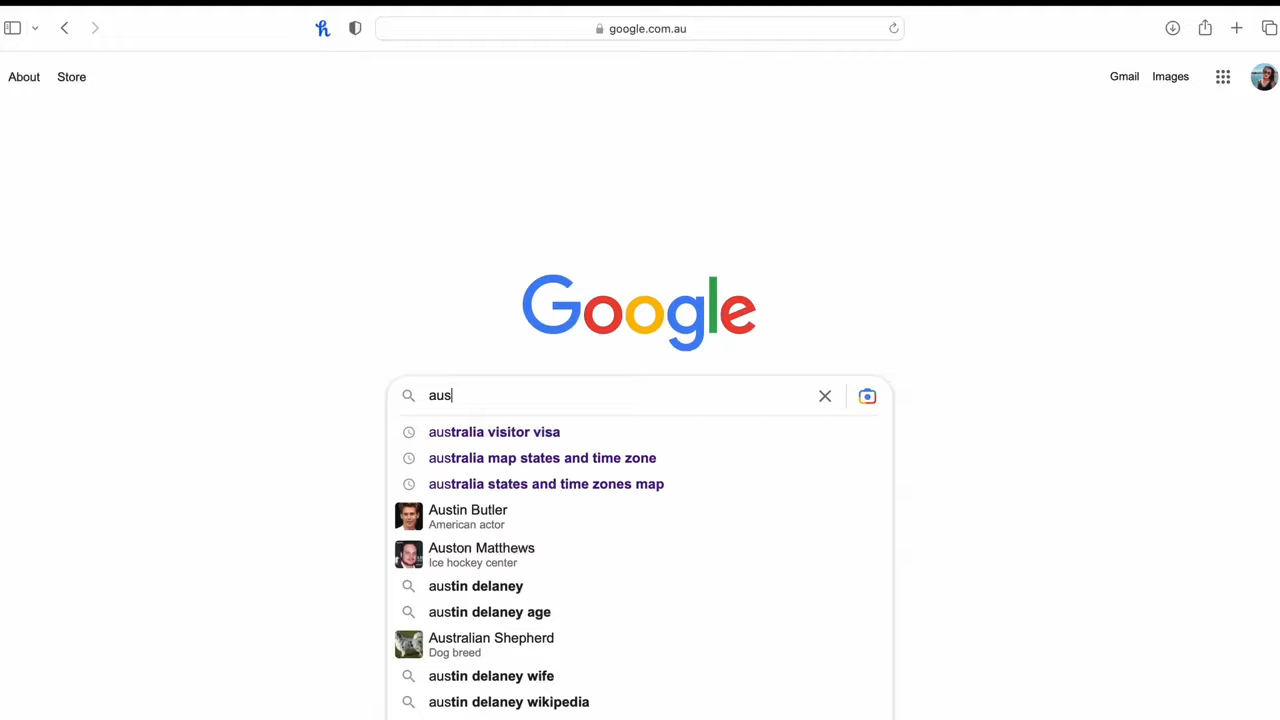 google.com.au
About Store
Gmail Images
Google
aus
australia visitor visa
australia map states and time zone
australia states and time zones map
Austin Butler
American actor
Auston Matthews
Ice hockey center
austin delaney
austin delaney age
Australian Shepherd
Dog breed
austin delaney wife
austin delaney wikipedia